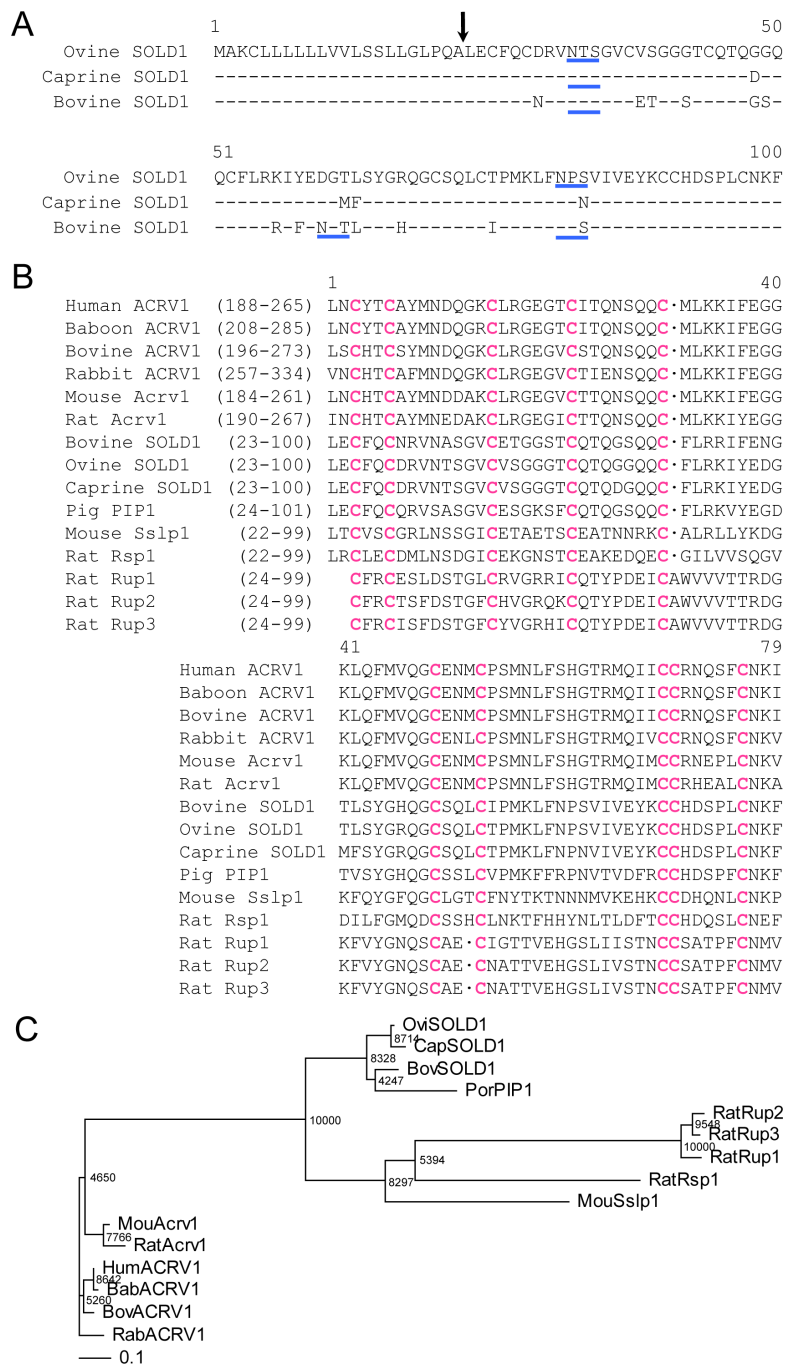 A
1 50
Ovine SOLD1 MAKCLLLLLLVVLSSLLGLPQALECFQCDRVNTSGVCVSGGGTCQTQGGQ
Caprine SOLD1 -----------------------------------------------D--
Bovine SOLD1 ----------------------------N--------ET--S-----GS-
51 100
Ovine SOLD1 QCFLRKIYEDGTLSYGRQGCSQLCTPMKLFNPSVIVEYKCCHDSPLCNKF
Caprine SOLD1 -----------MF-------------------N-----------------
Bovine SOLD1 -----R-F-N-TL---H-------I-------S-----------------
B
1 40
Human ACRV1 (188-265) LNCYTCAYMNDQGKCLRGEGTCITQNSQQC·MLKKIFEGG
Baboon ACRV1 (208-285) LNCYTCAYMNDQGRCLRGEGTCITQNSQQC·MLKKIFEGG
Bovine ACRV1 (196-273) LSCHTCSYMNDQGKCLRGEGVCSTQNSQQC·MLKKIFEGG
Rabbit ACRV1 (257-334) VNCHTCAFMNDQGKCLRGEGVCTIENSQQC·MLKKIFEGG
Mouse Acrv1 (184-261) LNCHTCAYMNDDAKCLRGEGVCTTQNSQQC·MLKKIFEGG
Rat Acrv1 (190-267) INCHTCAYMNEDAKCLRGEGICTTQNSQQC·MLKKIFEGG
Bovine SOLD1 (23-100) LECFQCNRVNASGVCETGGSTCQTQGSQQC·FLRRIFENG
Ovine SOLD1 (23-100) LECFQCDRVNTSGVCVSGGGTCQTQGGQQC·FLRKIYEDG
Caprine SOLD1 (23-100) LECFQCDRVNTSGVCVSGGGTCQTQDGQQC·FLRKIYEDG
Pig PIP1 (24-101) LECFQCQRVSASGVCESGKSFCQTQGSQQC·FLRKVYEGD
Mouse Sslp1 (22-99) LTCVSCGRLNSSGICETAETSCEATNNRKC·ALRLLYKDG
Rat Rsp1 (22-99) LRCLECDMLNSDGICEKGNSTCEAKEDQEC·GILVVSQGV
Rat Rup1 (24-99) CFRCESLDSTGLCRVGRRICQTYPDEICAWVVVTTRDG
Rat Rup2 (24-99) CFRCTSFDSTGFCHVGRQKCQTYPDEICAWVVVTTRDG
Rat Rup3 (24-99) CFRCISFDSTGFCYVGRHICQTYPDEICAWVVVTTRDG
41 79
Human ACRV1 KLQFMVQGCENMCPSMNLFSHGTRMQIICCRNQSFCNKI
Baboon ACRV1 KLQFMVQGCENMCPSMNLFSHGTRMQIICCRNQSFCNKI
Bovine ACRV1 KLQFMVQGCENMCPSMNLFSHGTRMQIICCRNQSFCNKI
Rabbit ACRV1 KLQFMVQGCENLCPSMNLFSHGTRMQIVCCRNQSFCNKV
Mouse Acrv1 KLQFMVQGCENMCPSMNLFSHGTRMQIMCCRNEPLCNKV
Rat Acrv1 KLQFMVQGCENMCPSMNLFSHGTRMQIMCCRHEALCNKA
Bovine SOLD1 TLSYGHQGCSQLCIPMKLFNPSVIVEYKCCHDSPLCNKF
Ovine SOLD1 TLSYGRQGCSQLCTPMKLFNPSVIVEYKCCHDSPLCNKF
Caprine SOLD1 MFSYGRQGCSQLCTPMKLFNPNVIVEYKCCHDSPLCNKF
Pig PIP1 TVSYGHQGCSSLCVPMKFFRPNVTVDFRCCHDSPFCNKF
Mouse Sslp1 KFQYGFQGCLGTCFNYTKTNNNMVKEHKCCDHQNLCNKP
Rat Rsp1 DILFGMQDCSSHCLNKTFHHYNLTLDFTCCHDQSLCNEF
Rat Rup1 KFVYGNQSCAE·CIGTTVEHGSLIISTNCCSATPFCNMV
Rat Rup2 KFVYGNQSCAE·CNATTVEHGSLIVSTNCCSATPFCNMV
Rat Rup3 KFVYGNQSCAE·CNATTVEHGSLIVSTNCCSATPFCNMV
C
OviSOLD1
8714
CapSOLD1
8328
BovSOLD1
4247
PorPIP1
RatRup2
9548
RatRup3
10000
10000
RatRup1
5394
4650
8297
RatRsp1
MouSslp1
MouAcrv1
7766
RatAcrv1
HumACRV1
8642
BabACRV1
5260
BovACRV1
RabACRV1
0.1